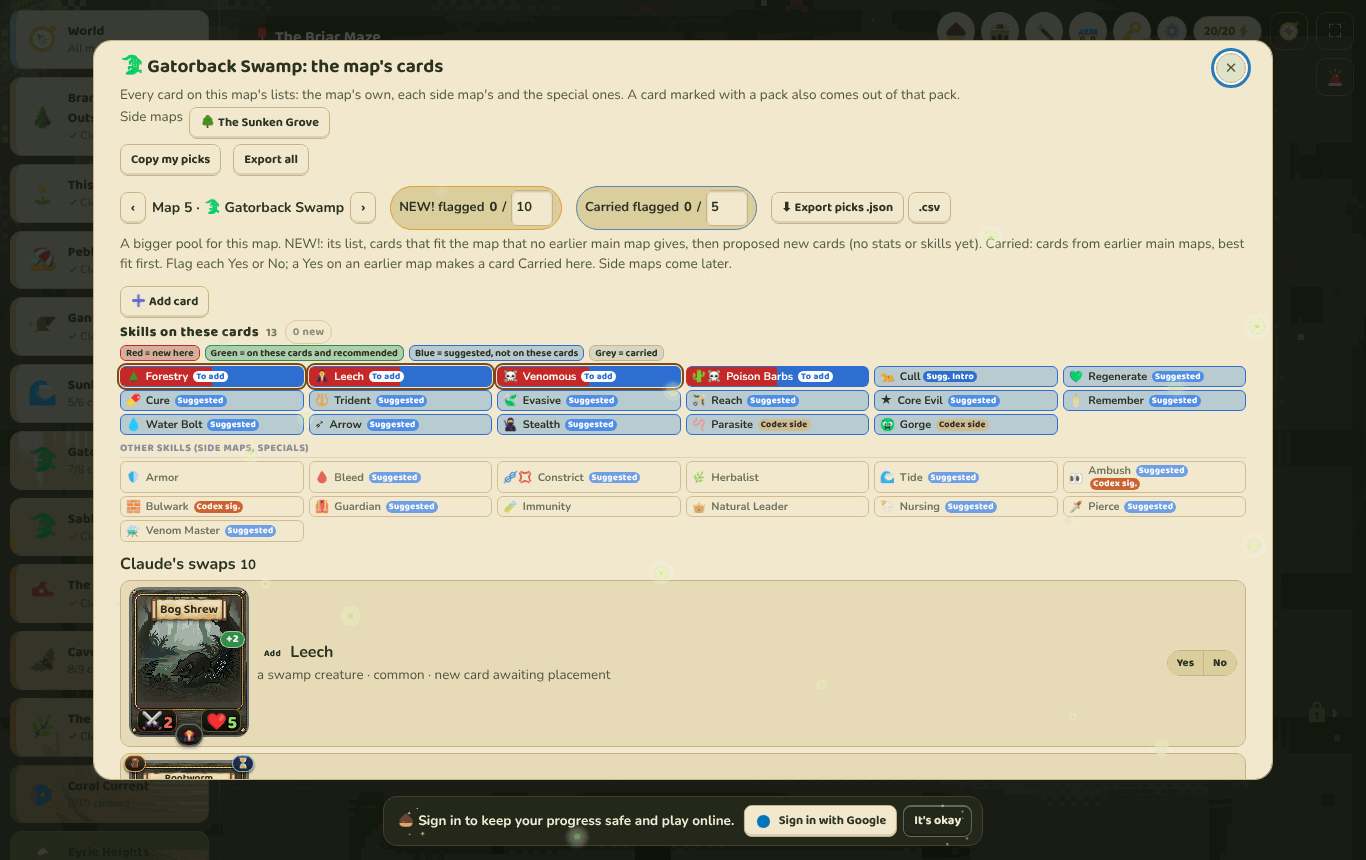 World
The Briar Maze
20/20
Gatorback Swamp: the map's cards
Every card on this map's lists: the map's own, each side map's and the special ones. A card marked with a pack also comes out of that pack.
Side maps
The Sunken Grove
Copy my picks
Export all
‹ Map 5 · Gatorback Swamp ›
NEW! flagged 0 / 10
Carried flagged 0 / 5
⬇ Export picks .json
.csv
A bigger pool for this map. NEW!: its list, cards that fit the map that no earlier main map gives, then proposed new cards (no stats or skills yet). Carried: cards from earlier main maps, best
fit first. Flag each Yes or No; a Yes on an earlier map makes a card Carried here. Side maps come later.
Add card
Skills on these cards 13 0 new
Red = new here
Green = on these cards and recommended
Blue = suggested, not on these cards
Grey = carried
Forestry To add
Leech To add
Venomous To add
Poison Barbs To add
Cull Sugg. Intro
Regenerate Suggested
Cure Suggested
Trident Suggested
Evasive Suggested
Reach Suggested
Core Evil Suggested
Remember Suggested
Water Bolt Suggested
Arrow Suggested
Stealth Suggested
Parasite Codex side
Gorge Codex side
OTHER SKILLS (SIDE MAPS, SPECIALS)
Armor
Bleed Suggested
Constrict Suggested
Herbalist
Tide Suggested
Ambush Suggested
Codex sig.
Bulwark Codex sig.
Guardian Suggested
Immunity
Natural Leader
Nursing Suggested
Pierce Suggested
Venom Master Suggested
Claude's swaps 10
Bog Shrew
+2
2
5
Add Leech
a swamp creature · common · new card awaiting placement
Yes
No
Rootworm
Coral Current
Eyrie Heights
Sign in to keep your progress safe and play online.
Sign in with Google
It's okay